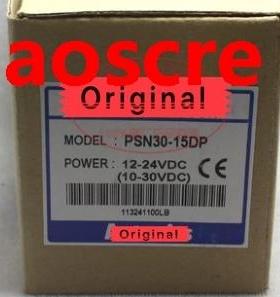 aoscre
Original
MODEL : PSN30-15DP
POWER : 12-24VDC
(10-30VDC)
CE
113241100LB
Original